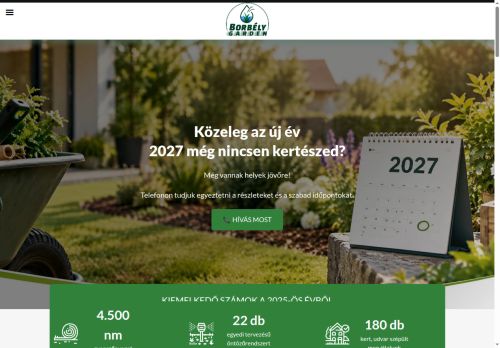 BORBÉLY
GARDEN
Közeleg az új év
2027 még nincsen kertészed?
Még vannak helyek jövőre!
Telefonon tudjuk egyeztetni a részleteket és a szabad időpontokat.
HÍVÁS MOST
2027
KIEMELKEDŐ SZÁMOK A 2025-ÖS ÉVRŐL
4.500
nm
22 db
egyedi tervezésű
öntözőrendszert
180 db
kert, udvar szépült